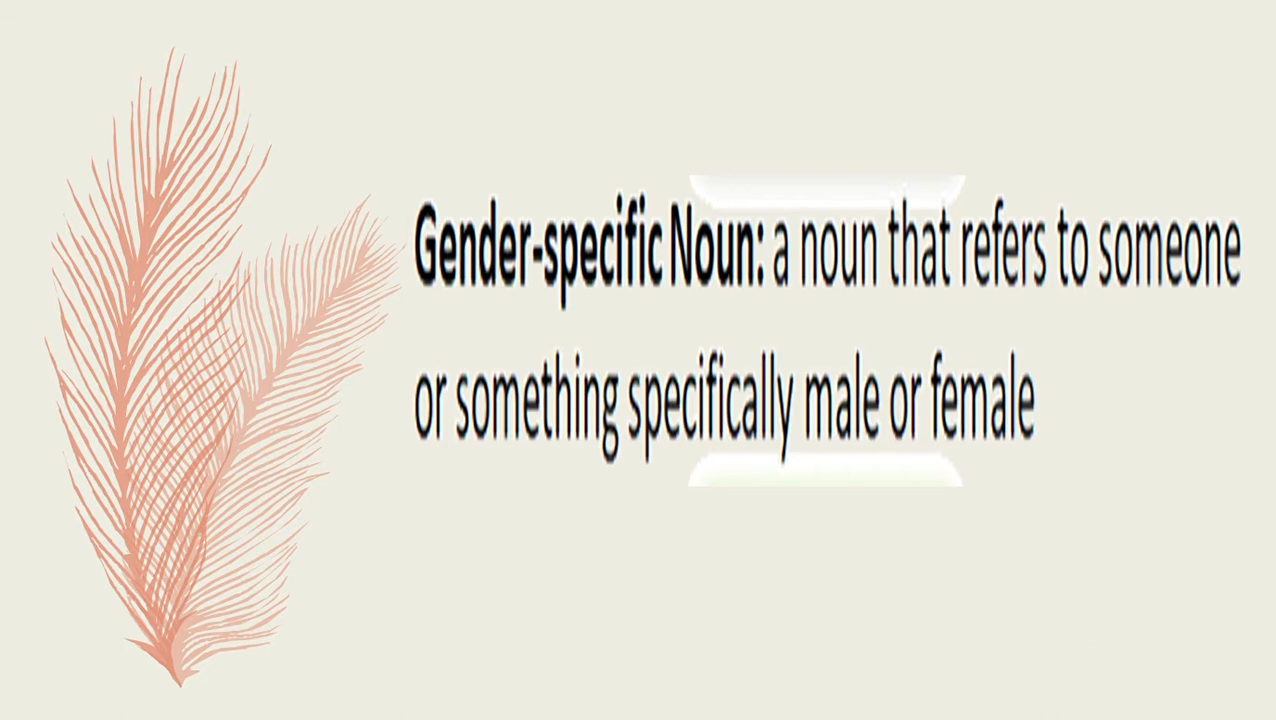 Gender-specific Noun: a noun that refers to someone
or something specifically male or female